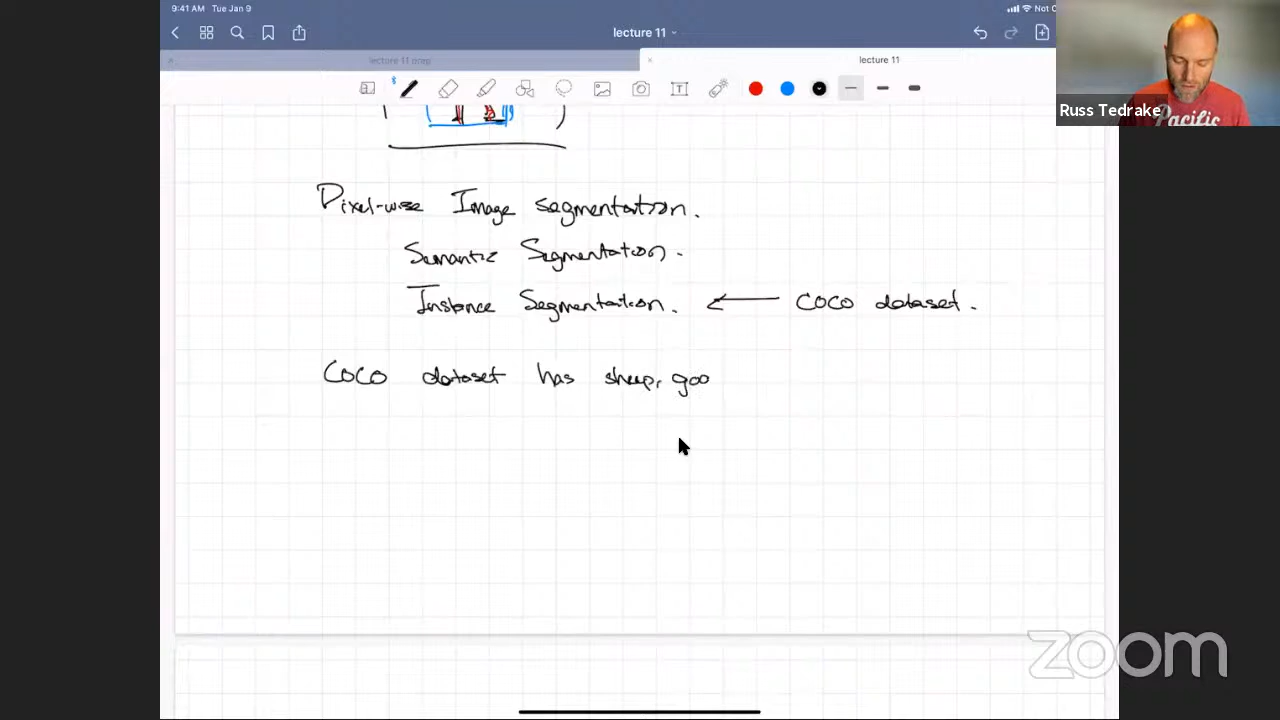 9:41 AM Tue Jan 9
lecture 11
lecture 11 prep
lecture 11
Russ Tedrake
Pacific
Pixel-wise Image segmentation.
Semantic Segmentation.
Instance Segmentation. ← COCO dataset.
COCO dataset has sheep, goo
zoom